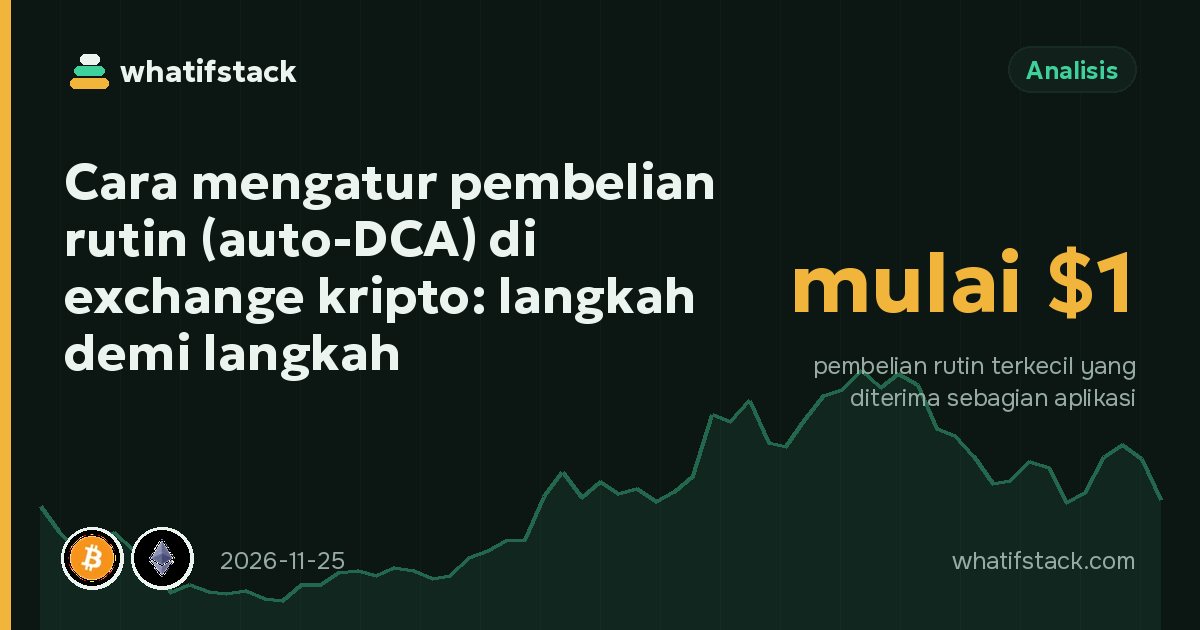 whatifstack
Analisis
Cara mengatur pembelian
rutin (auto-DCA) di
exchange kripto: langkah
demi langkah
mulai $1
pembelian rutin terkecil yang
diterima sebagian aplikasi
2026-11-25
whatifstack.com